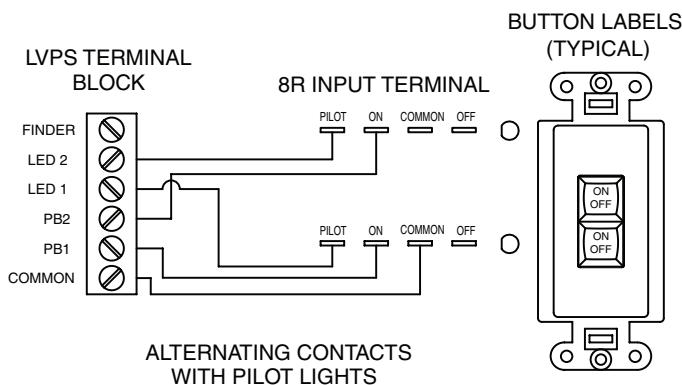 BUTTON LABELS
(TYPICAL)
LVPS TERMINAL
BLOCK
8R INPUT TERMINAL
PILOT ON COMMON OFF
FINDER
LED 2
LED 1
PB2
PB1
COMMON
PILOT ON COMMON OFF
ON
OFF
ON
OFF
ALTERNATING CONTACTS
WITH PILOT LIGHTS